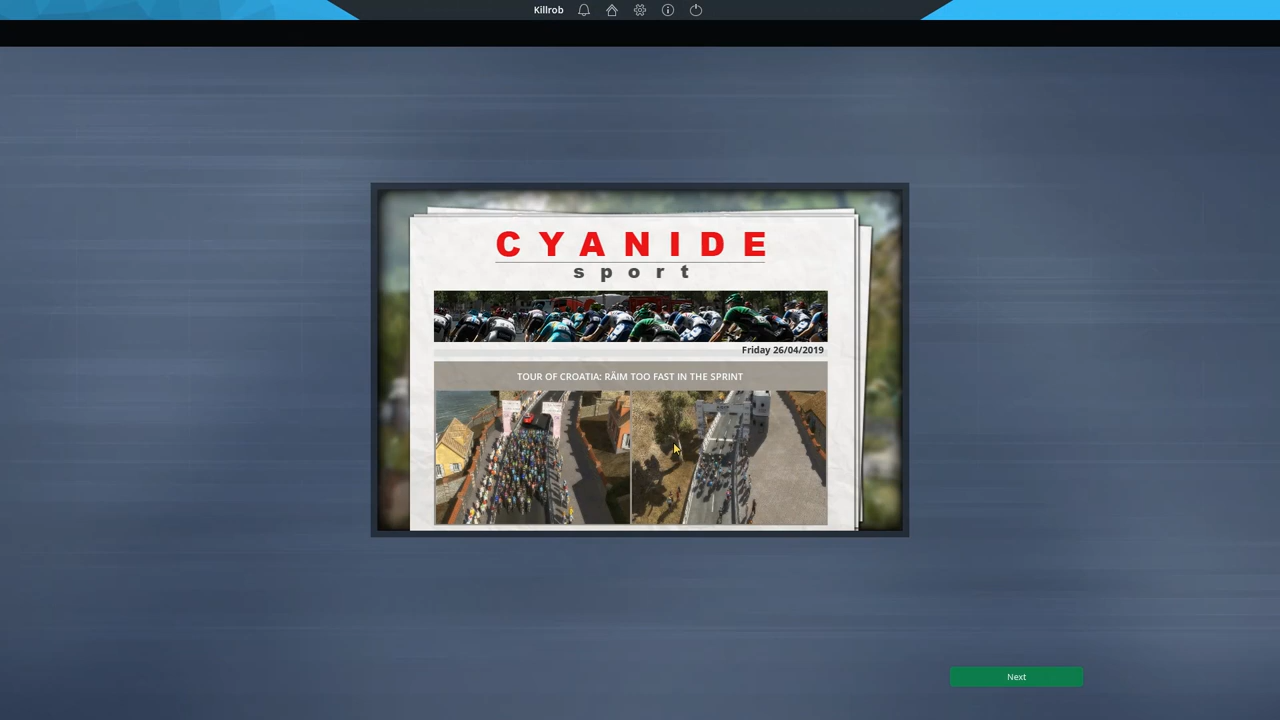 Killrob
CYANIDE
sport
Friday 26/04/2019
TOUR OF CROATIA: RÄIM TOO FAST IN THE SPRINT
Next